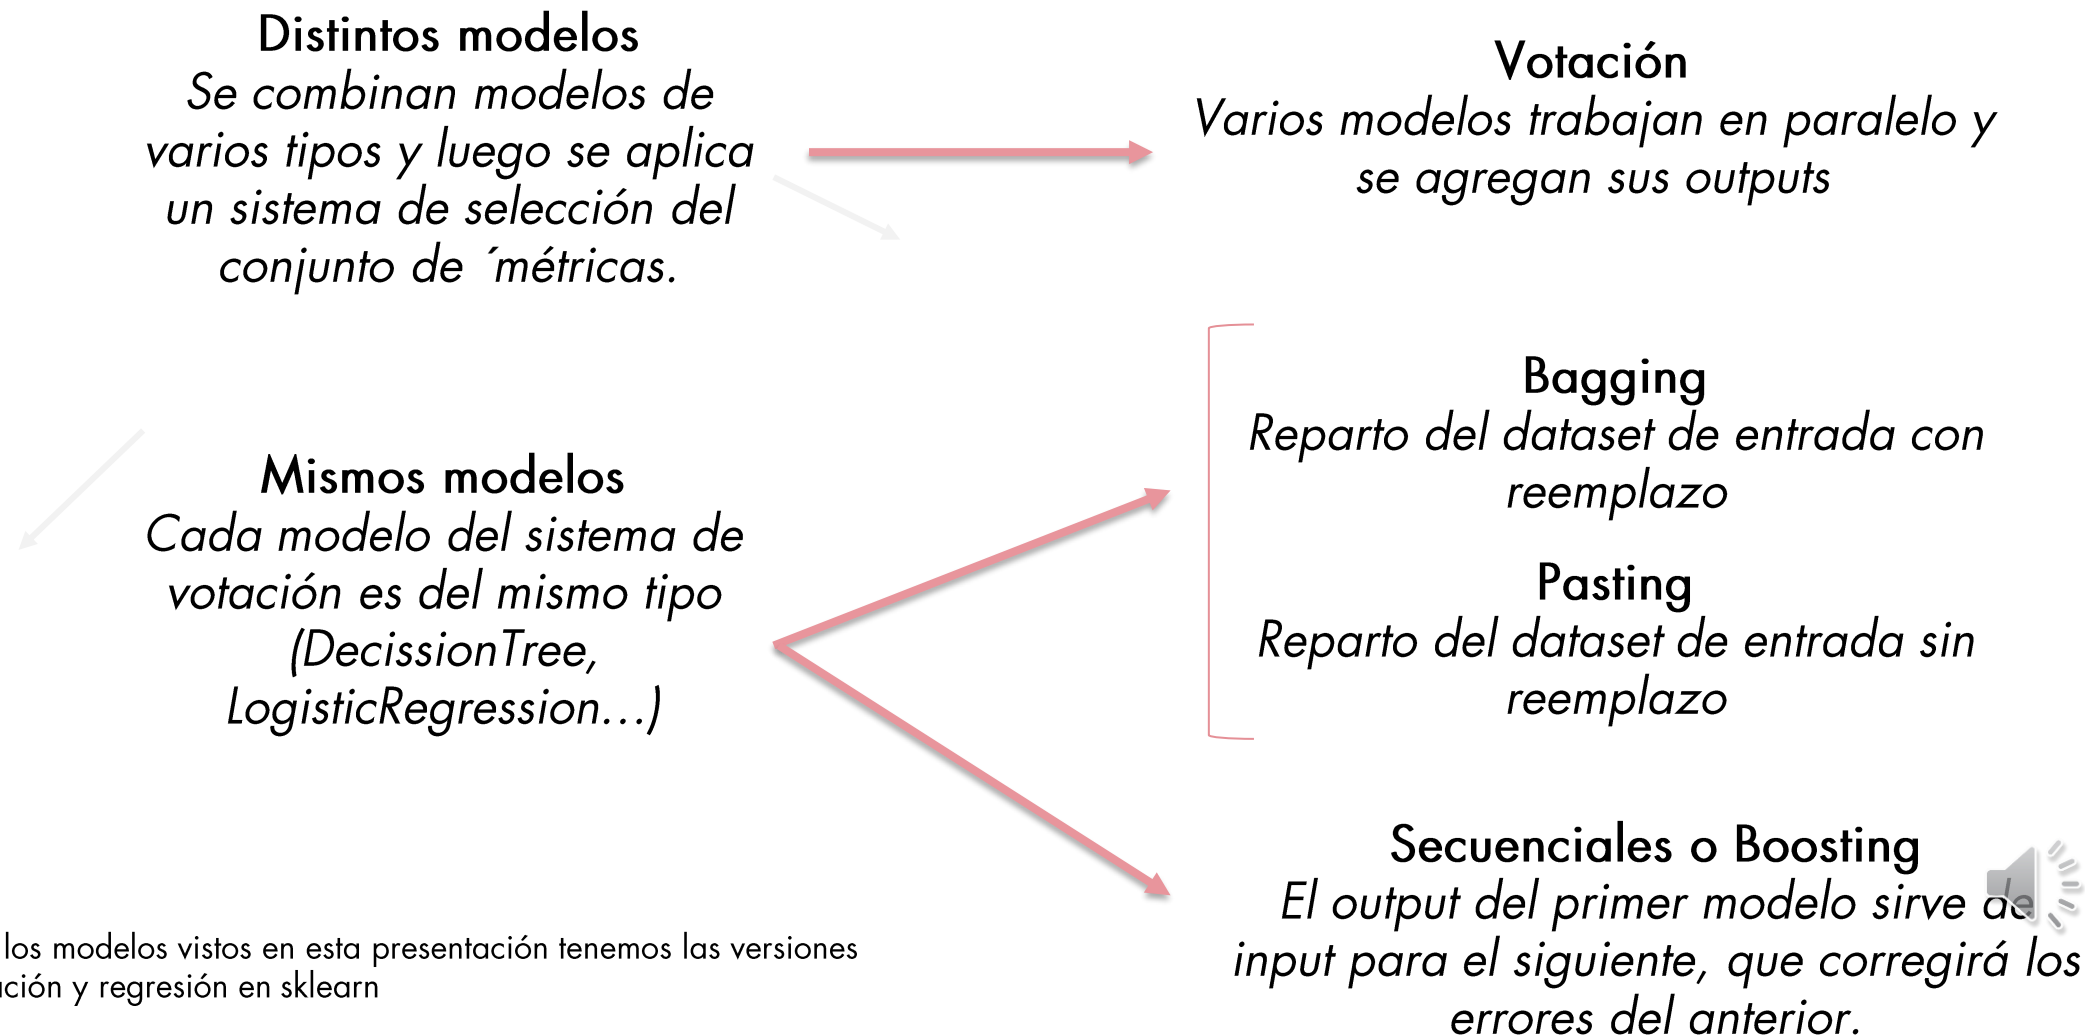 Distintos modelos
Se combinan modelos de
varios tipos y luego se aplica
un sistema de selección del
conjunto de ´métricas.
Votación
Varios modelos trabajan en paralelo y
se agregan sus outputs
Mismos modelos
Cada modelo del sistema de
votación es del mismo tipo
(DecissionTree,
LogisticRegression...)
Bagging
Reparto del dataset de entrada con
reemplazo
Pasting
Reparto del dataset de entrada sin
reemplazo
Secuenciales o Boosting
El output del primer modelo sirve de
input para el siguiente, que corregirá los
errores del anterior.
los modelos vistos en esta presentación tenemos las versiones
y regresión en sklearn